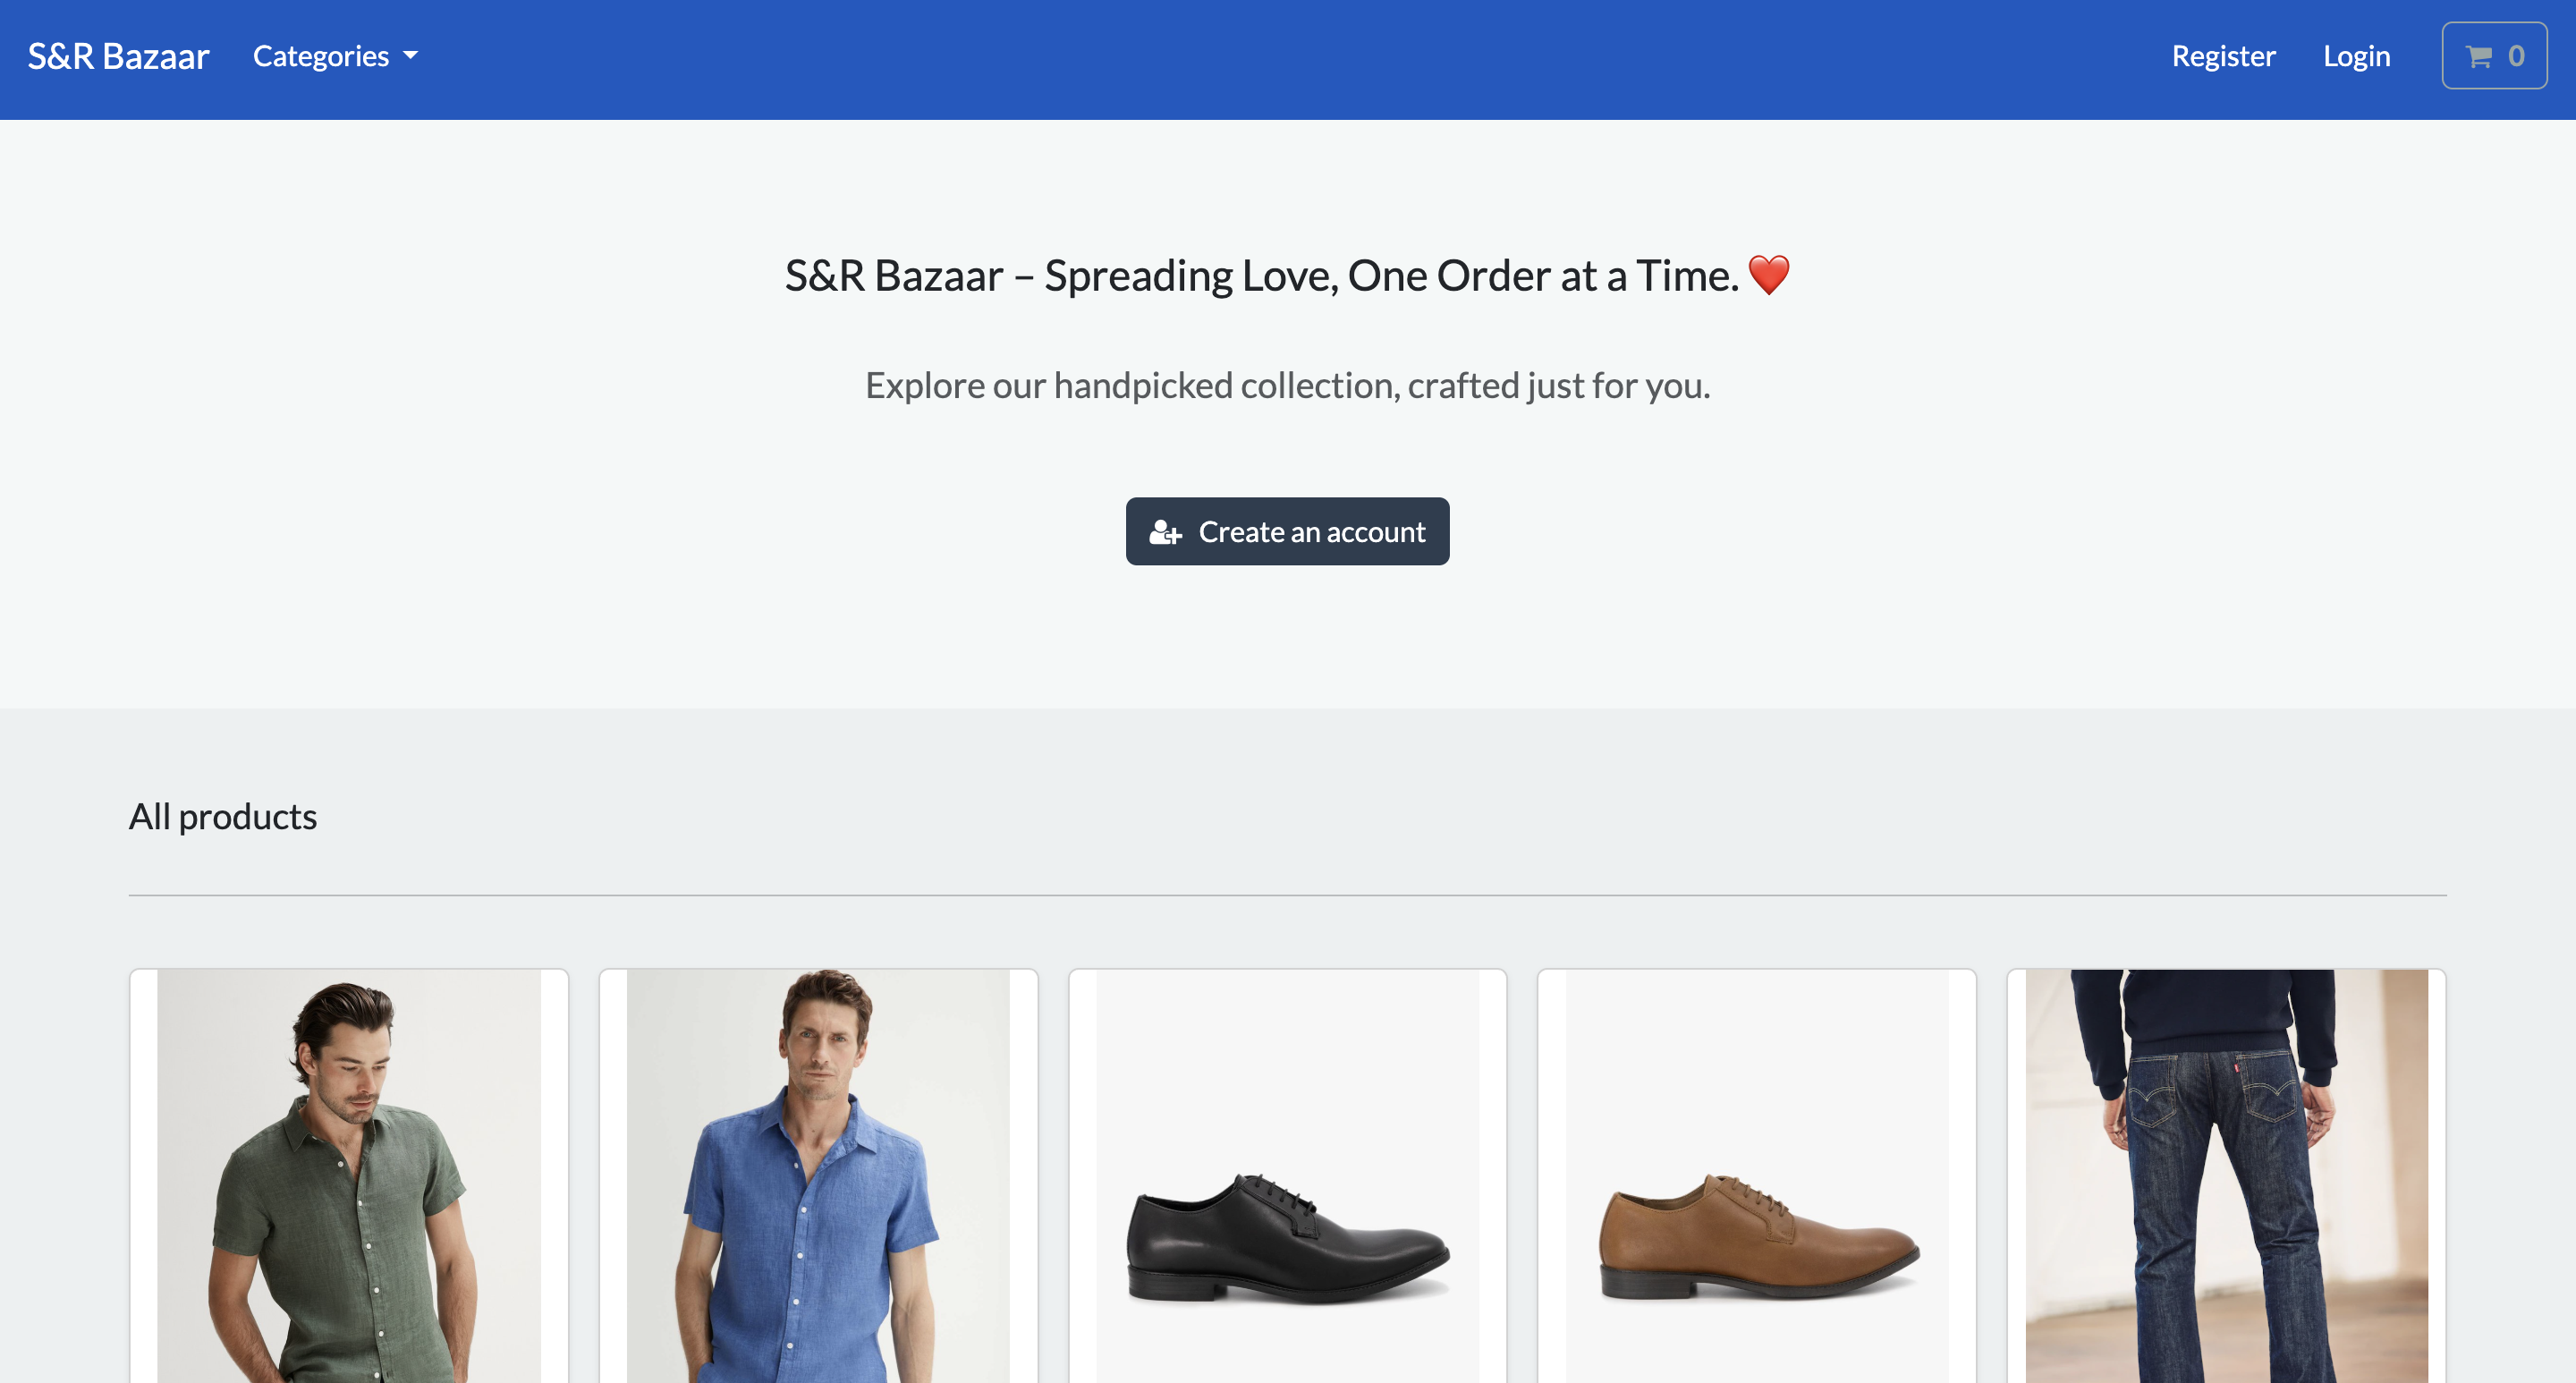 S&R Bazaar Categories Register Login 0
S&R Bazaar – Spreading Love, One Order at a Time. ❤️
Explore our handpicked collection, crafted just for you.
Create an account
All products